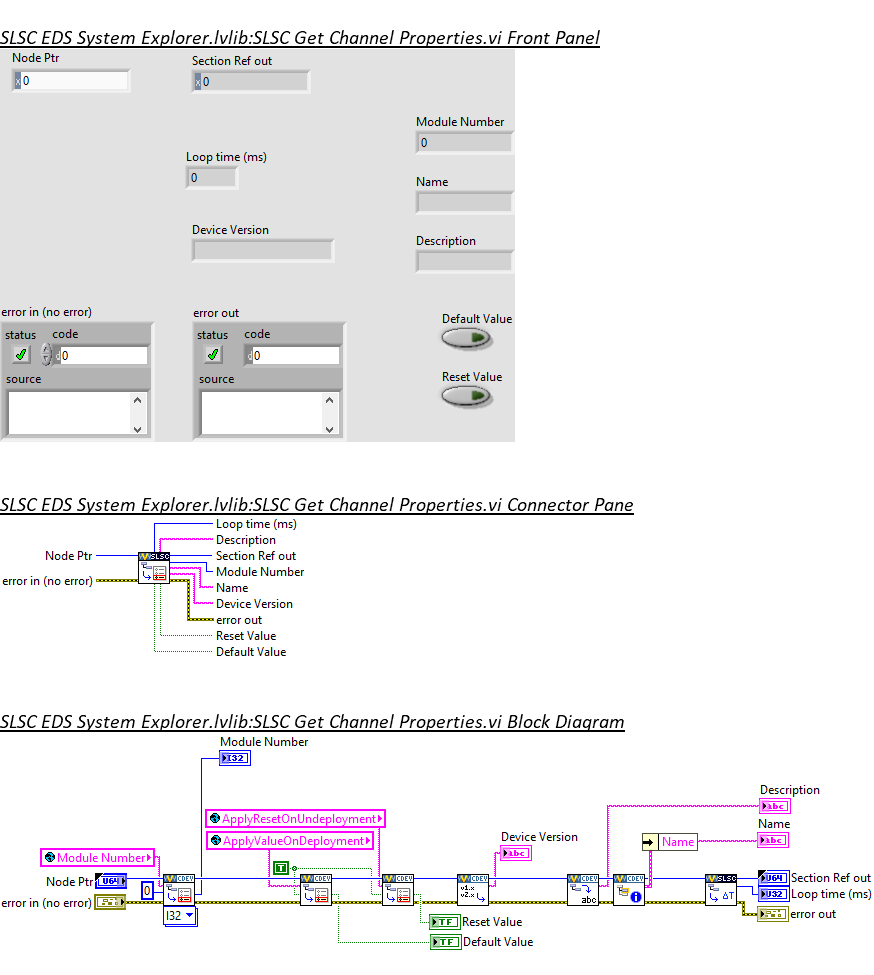 SLSC EDS System Explorer.lvlib:SLSC Get Channel Properties.vi Front Panel
Node Ptr
Section Ref out
x 0
x 0
Module Number
0
Loop time (ms)
0
Name
Device Version
Description
error in (no error)
error out
Default Value
status code
status code
d 0
d 0
source
source
Reset Value
SLSC EDS System Explorer.lvlib:SLSC Get Channel Properties.vi Connector Pane
Loop time (ms)
Description
Node Ptr
SLSC
Section Ref out
Module Number
error in (no error)
Name
Device Version
error out
Reset Value
Default Value
SLSC EDS System Explorer.lvlib:SLSC Get Channel Properties.vi Block Diagram
Module Number
I32
Description
abc
ApplyResetOnUndeployment
Name
ApplyValueOnDeployment
Device Version
Name
abc
abc
Module Number
T
Node Ptr
U64
CDEV
CDEV
CDEV
CDEV
CDEV
CDEV
SLSC
U64
Section Ref out
0
v1.x
v2.x
abc
i
ΔT
U32
Loop time (ms)
error in (no error)
error out
I32
TF
Reset Value
TF
Default Value